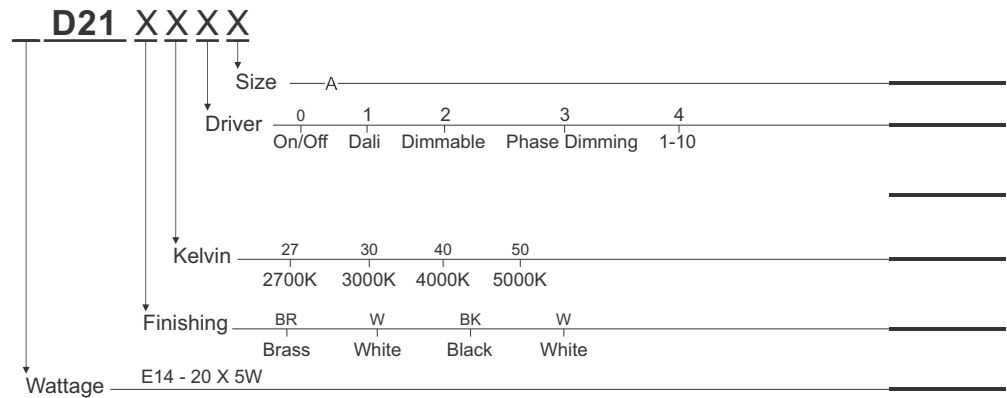 D21 X X X X
Size A
Driver 0 1 2 3 4
On/Off Dali Dimmable Phase Dimming 1-10
Kelvin 27 30 40 50
2700K 3000K 4000K 5000K
Finishing BR W BK W
Brass White Black White
Wattage E14 - 20 X 5W